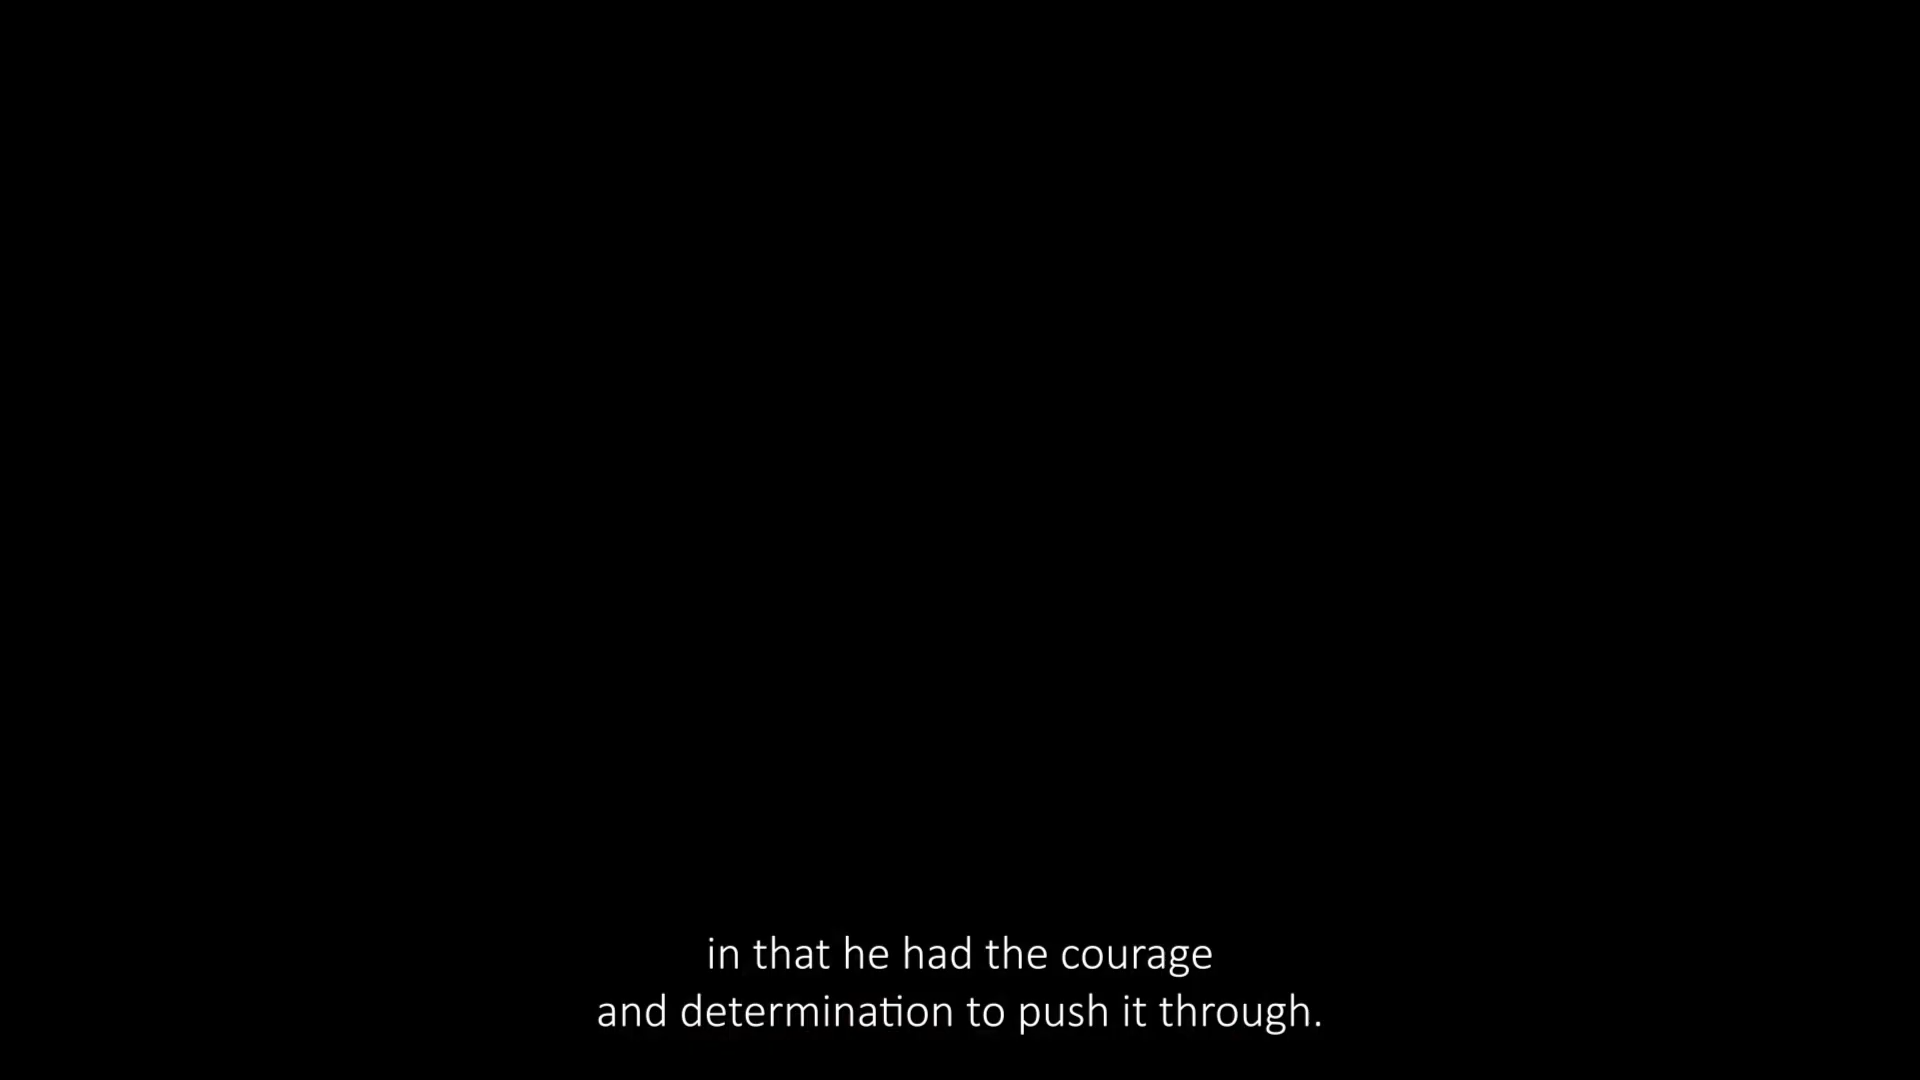 in that he had the courage
and determination to push it through.